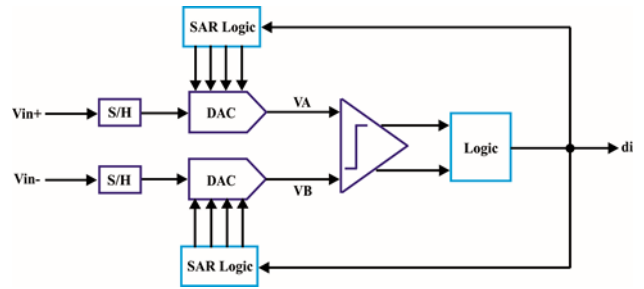 SAR Logic
Vin+
S/H
DAC
VA
Logic
di
Vin-
S/H
DAC
VB
SAR Logic